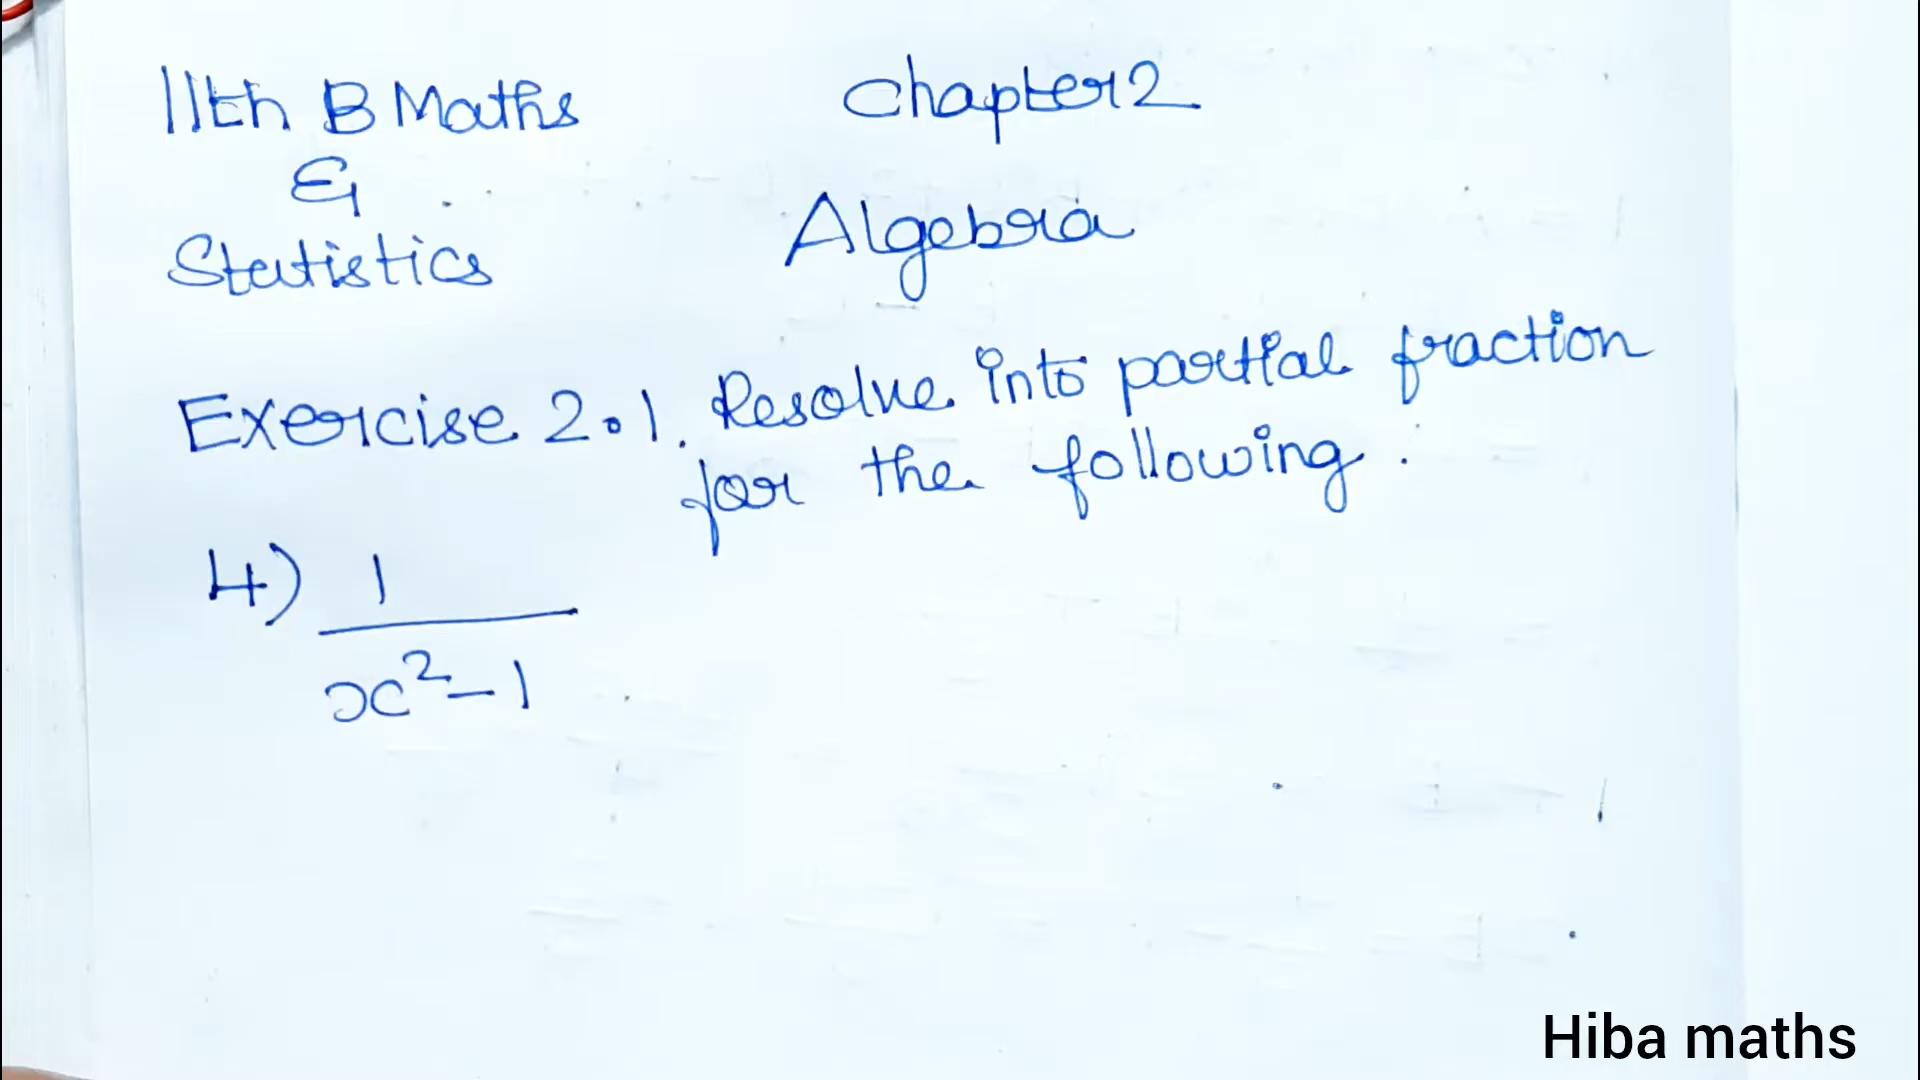 11th B Maths
&
Statistics
Chapter 2
Algebra
Exercise 2.1. Resolve into partial fraction
for the following :
4) 1
x² - 1
Hiba maths